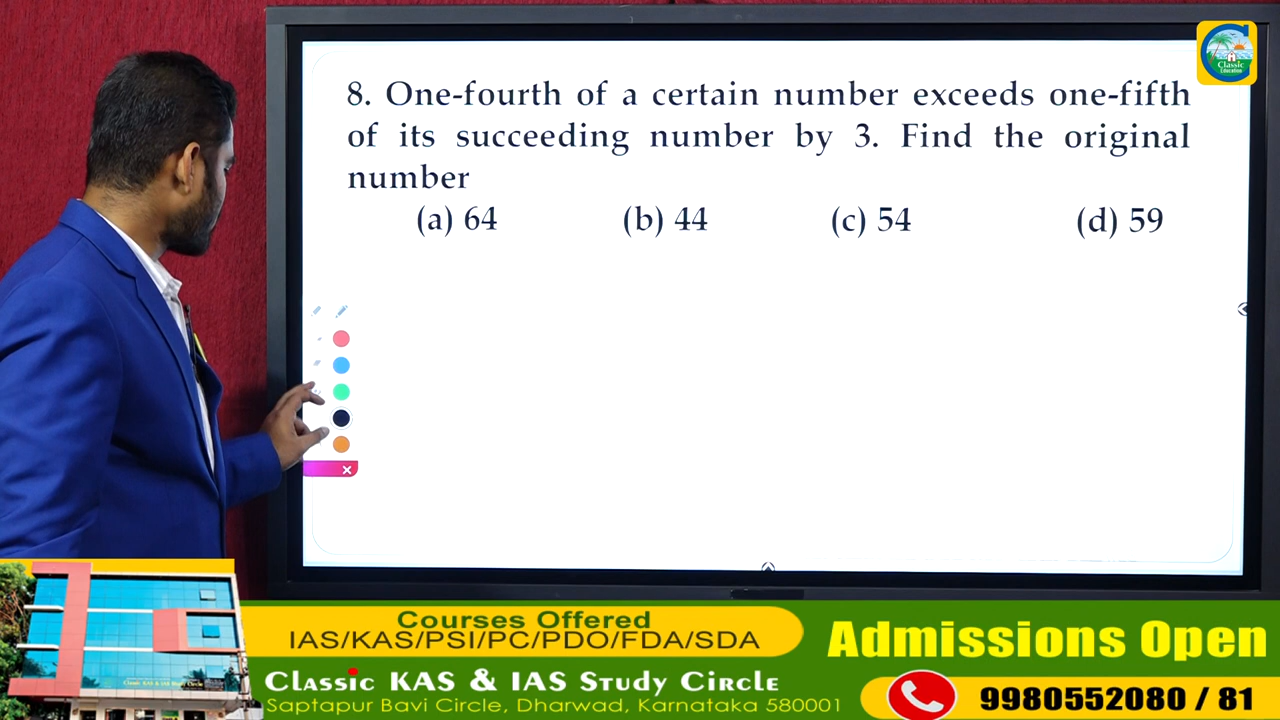 Classic
Education
8. One-fourth of a certain number exceeds one-fifth
of its succeeding number by 3. Find the original
number
(a) 64 (b) 44 (c) 54 (d) 59
Courses Offered
IAS/KAS/PSI/PC/PDO/FDA/SDA
Classic KAS & IAS Study Circle
Saptapur Bavi Circle, Dharwad, Karnataka 580001
Admissions Open
9980552080 / 81